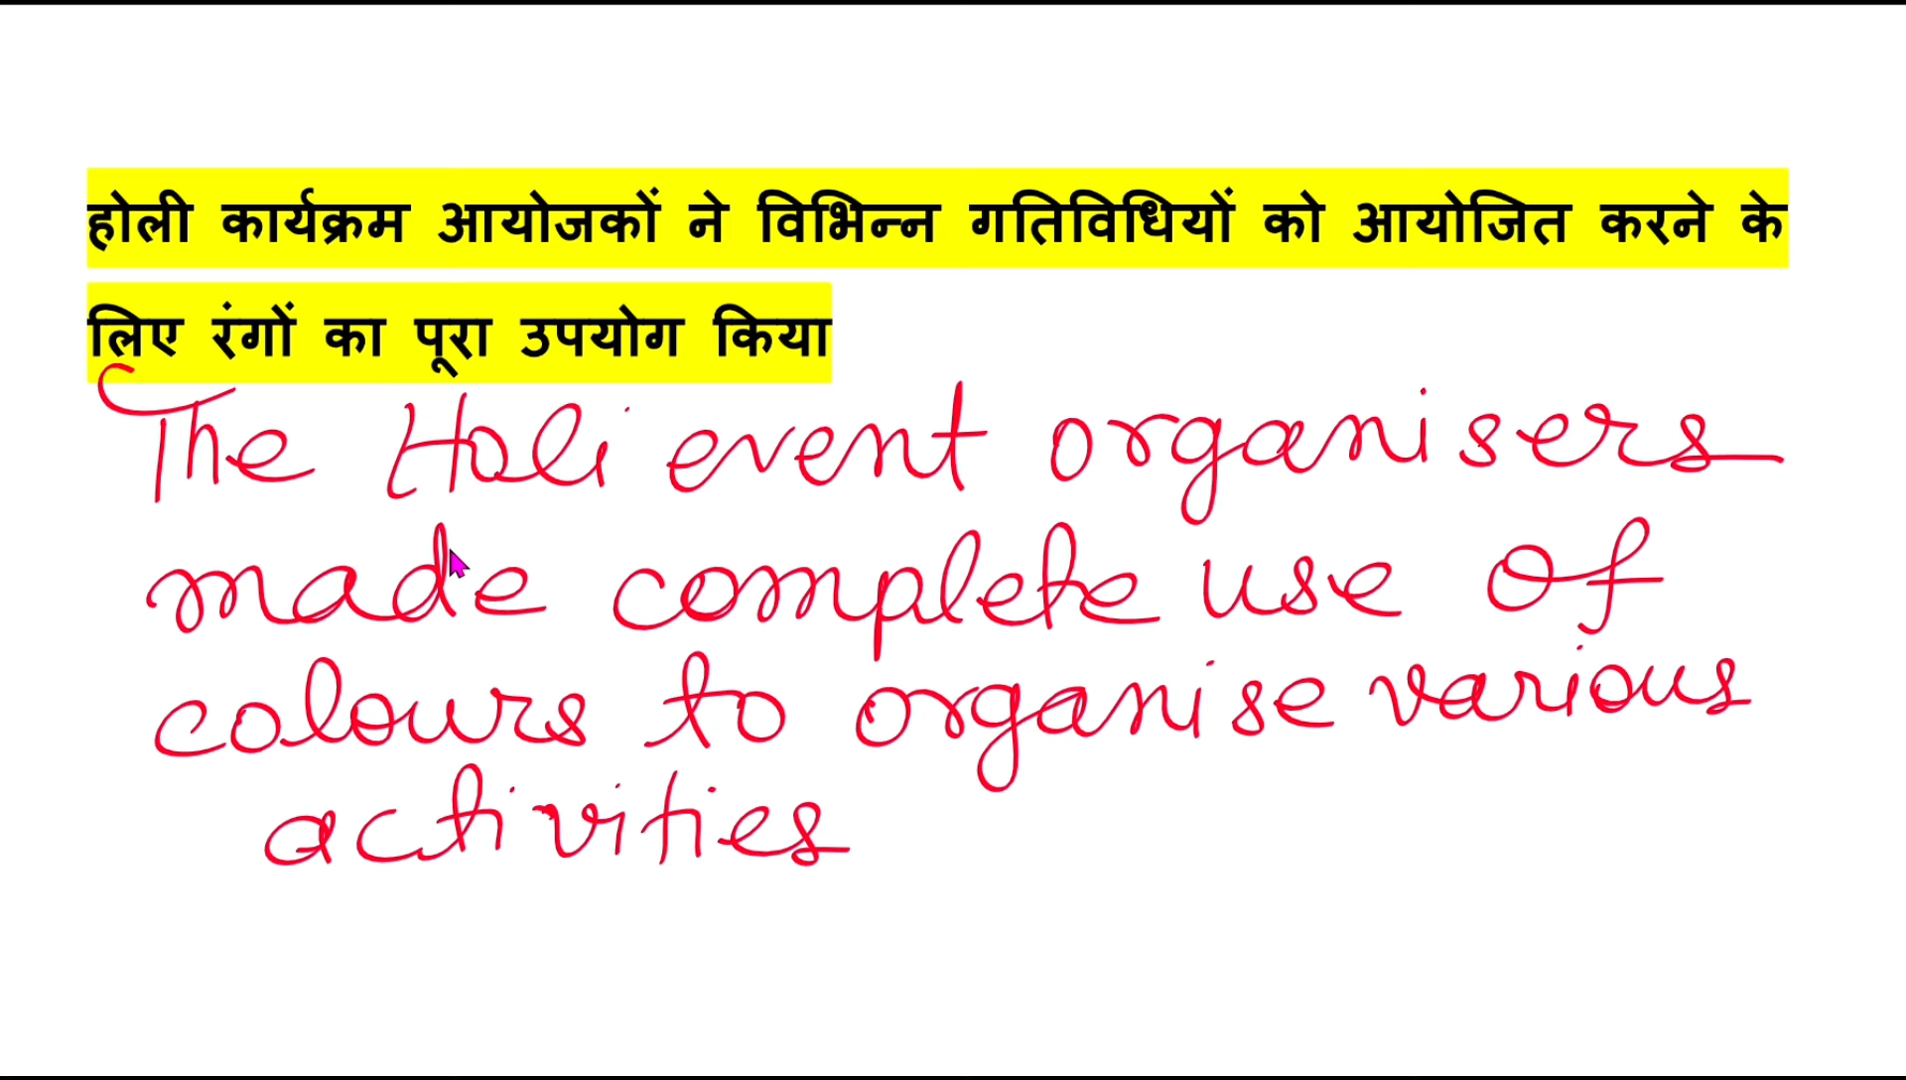 होली कार्यक्रम आयोजकों ने विभिन्न गतिविधियों को आयोजित करने के
लिए रंगों का पूरा उपयोग किया
The Holi event organisers
made complete use of
colours to organise various
activities